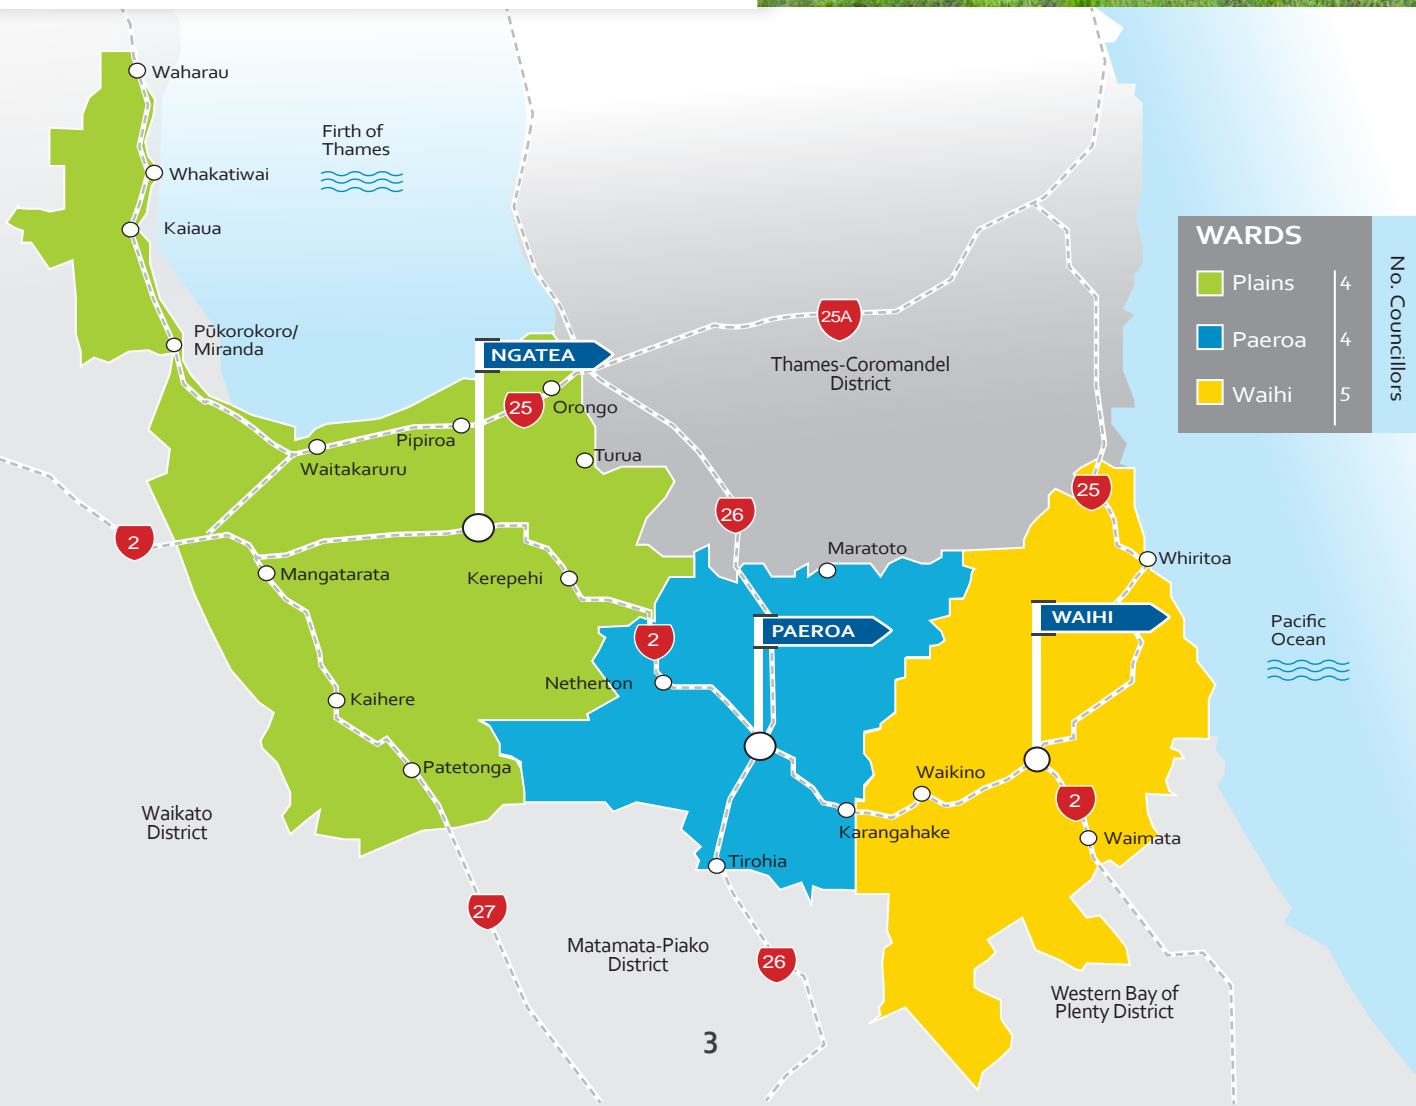 Waharau
Firth of
Thames
Whakatiwai
Kaiaua
WARDS
Plains 4
Paeroa 4
Waihi 5
No. Councillors
Pūkorokoro/
Miranda
25A
NGATEA
Thames-Coromandel
District
25
Orongo
Pipiroa
Turua
Waitakaruru
25
26
2
Maratoto
Whiritoa
Mangatarata
Kerepehi
WAIHI
PAEROA
Pacific
Ocean
2
Netherton
Kaihere
Patetonga
Waikino
2
Waikato
District
Karangahake
Waimata
Tirohia
27
Matamata-Piako
District
26
Western Bay of
Plenty District
3